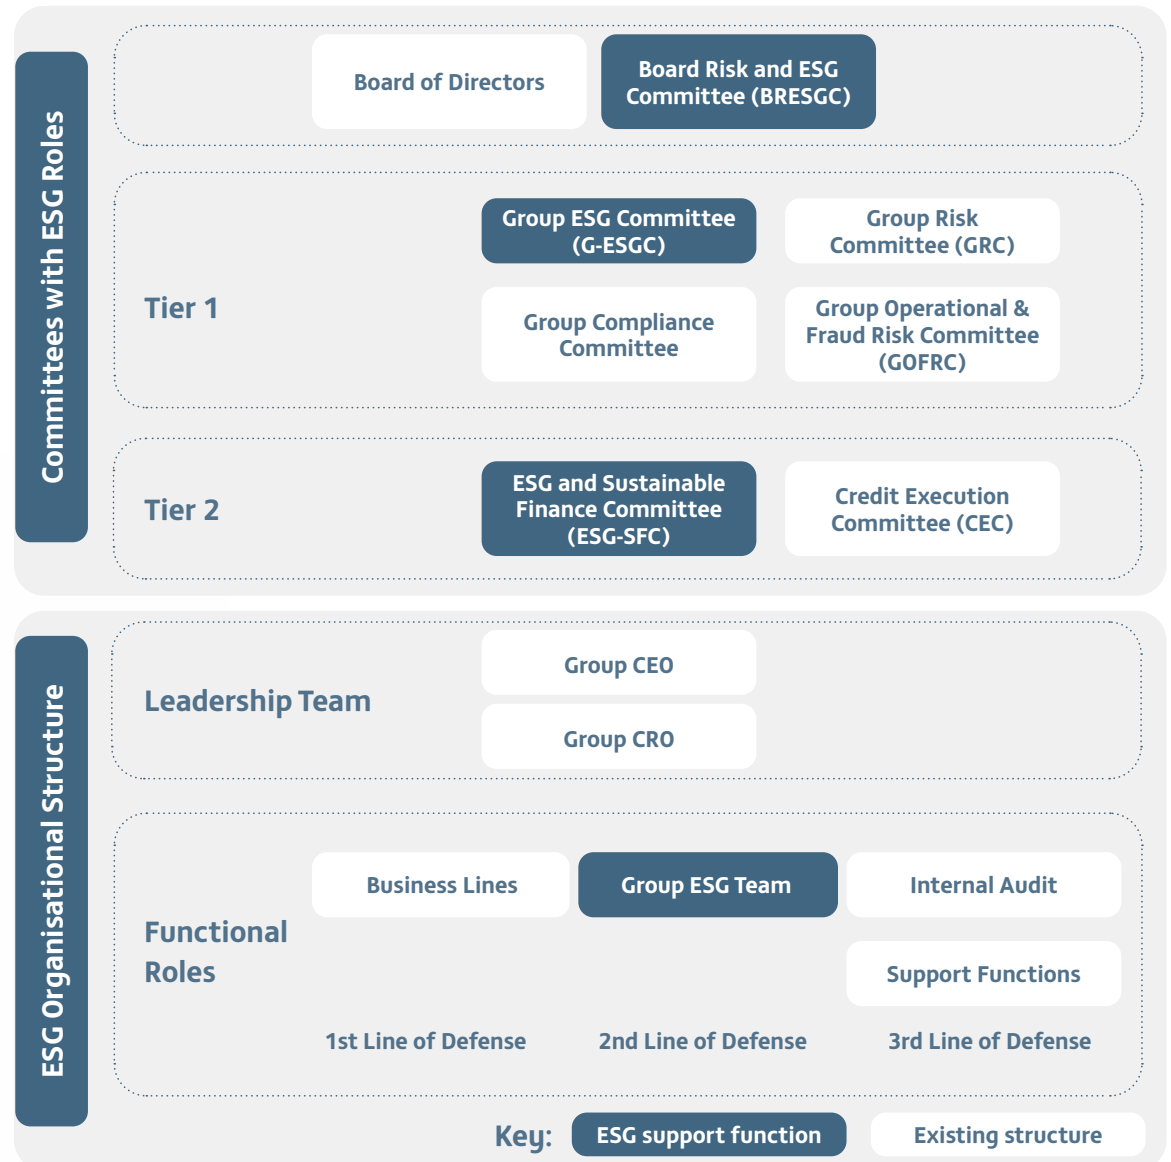 Committees with ESG Roles
Board of Directors
Board Risk and ESG
Committee (BRESGC)
Tier 1
Group ESG Committee
(G-ESGC)
Group Risk
Committee (GRC)
Group Compliance
Committee
Group Operational &
Fraud Risk Committee
(GOFRC)
Tier 2
ESG and Sustainable
Finance Committee
(ESG-SFC)
Credit Execution
Committee (CEC)
ESG Organisational Structure
Leadership Team
Group CEO
Group CRO
Functional
Roles
Business Lines
Group ESG Team
Internal Audit
Support Functions
1st Line of Defense
2nd Line of Defense
3rd Line of Defense
Key:
ESG support function
Existing structure